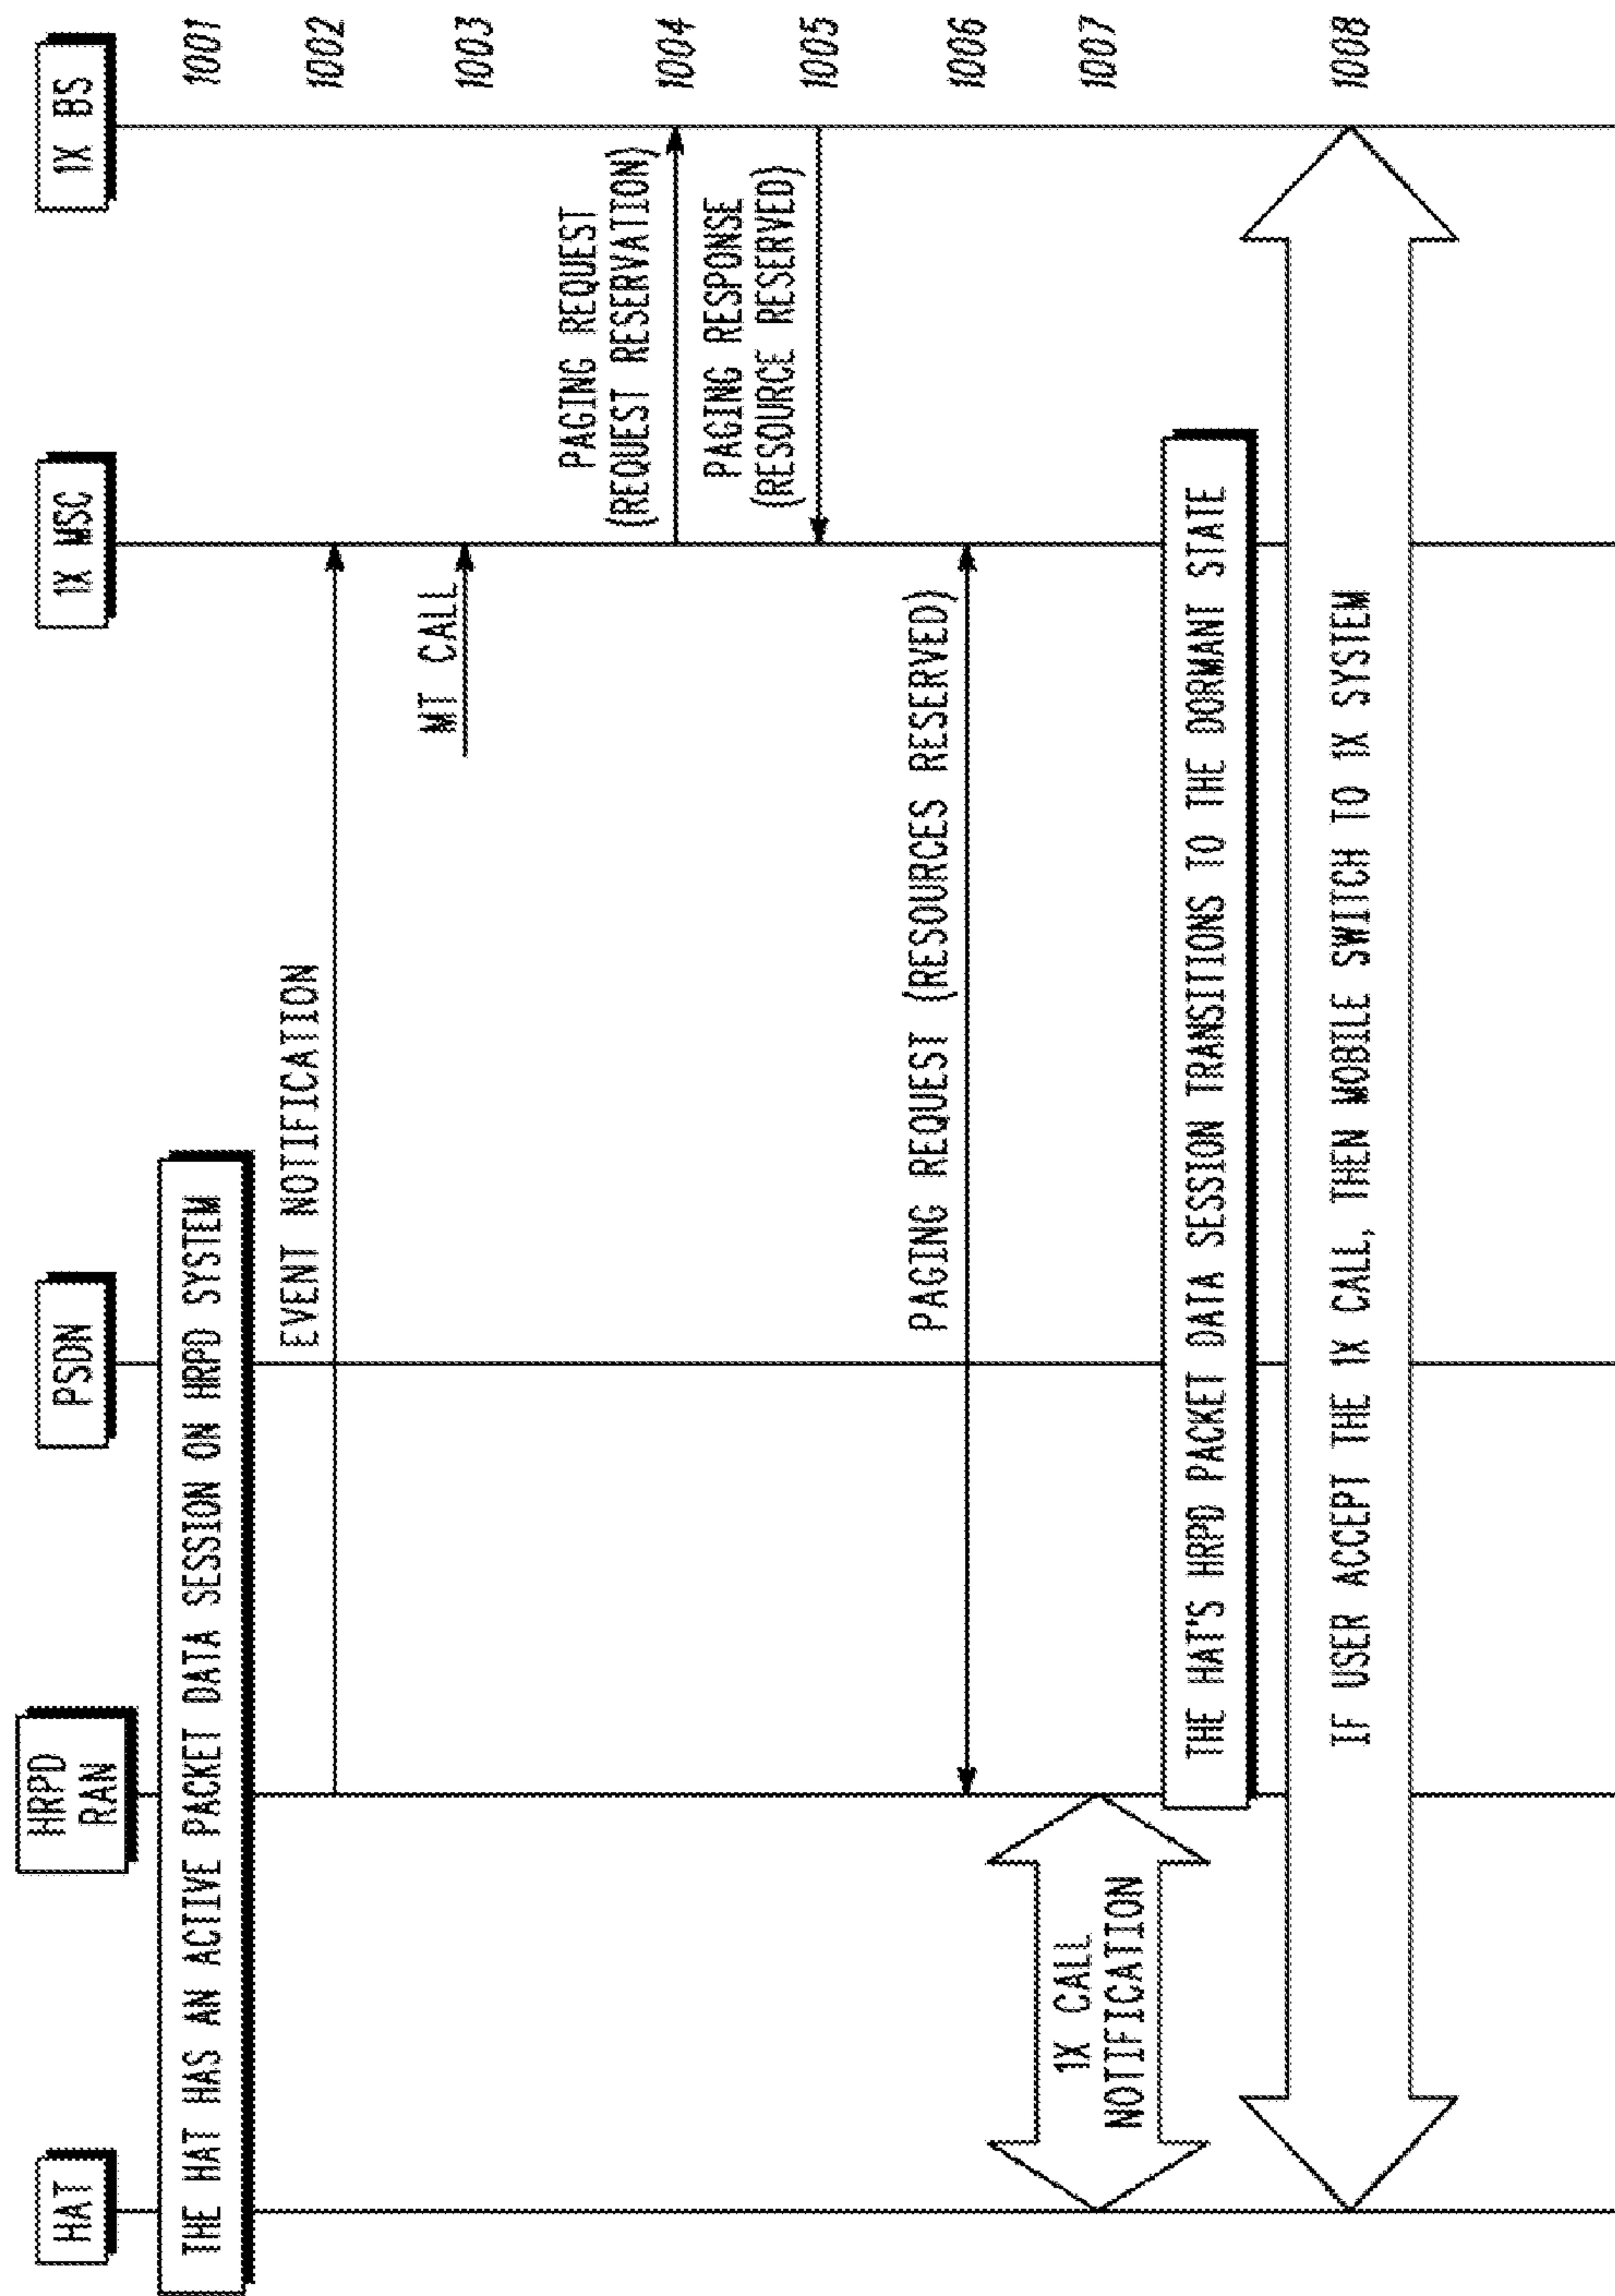 HAT
HRPD
RAN
PSDN
1X MSC
1X BS
THE HAT HAS AN ACTIVE PACKET DATA SESSION ON HRPD SYSTEM
1001
EVENT NOTIFICATION
1002
MT CALL
1003
PAGING REQUEST
(REQUEST RESERVATION)
1004
PAGING RESPONSE
(RESOURCE RESERVED)
1005
PAGING REQUEST (RESOURCES RESERVED)
1006
1X CALL
NOTIFICATION
1007
THE HAT'S HRPD PACKET DATA SESSION TRANSITIONS TO THE DORMANT STATE
IF USER ACCEPT THE 1X CALL, THEN MOBILE SWITCH TO 1X SYSTEM
1008